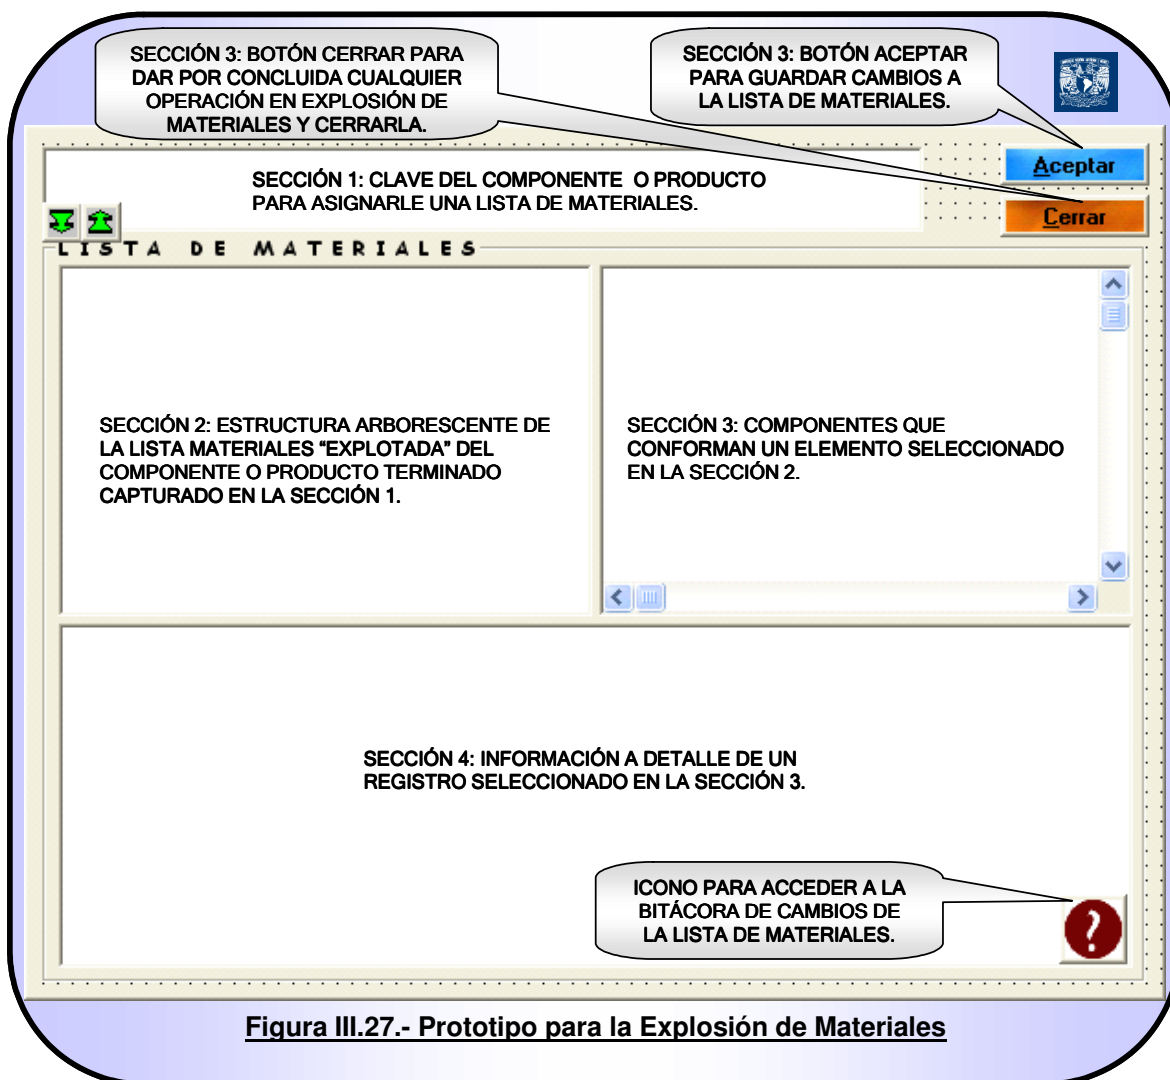 SECCIÓN 3: BOTÓN CERRAR PARA
DAR POR CONCLUIDA CUALQUIER
OPERACIÓN EN EXPLOSIÓN DE
MATERIALES Y CERRARLA.
SECCIÓN 3: BOTÓN ACEPTAR
PARA GUARDAR CAMBIOS A
LA LISTA DE MATERIALES.
SECCIÓN 1: CLAVE DEL COMPONENTE O PRODUCTO
PARA ASIGNARLE UNA LISTA DE MATERIALES.
Aceptar
Cerrar
LISTA DE MATERIALES
SECCIÓN 2: ESTRUCTURA ARBORESCENTE DE
LA LISTA MATERIALES “EXPLOTADA” DEL
COMPONENTE O PRODUCTO TERMINADO
CAPTURADO EN LA SECCIÓN 1.
SECCIÓN 3: COMPONENTES QUE
CONFORMAN UN ELEMENTO SELECCIONADO
EN LA SECCIÓN 2.
SECCIÓN 4: INFORMACIÓN A DETALLE DE UN
REGISTRO SELECCIONADO EN LA SECCIÓN 3.
ICONO PARA ACCEDER A LA
BITÁCORA DE CAMBIOS DE
LA LISTA DE MATERIALES.
?
Figura III.27.- Prototipo para la Explosión de Materiales